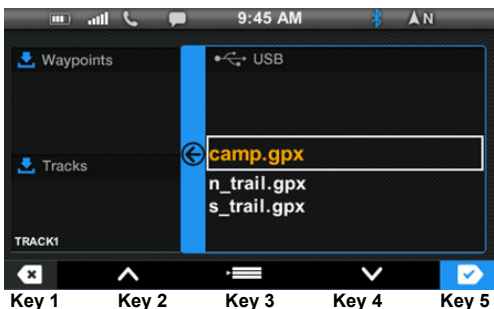 9:45 AM N
Waypoints
Tracks
TRACK1
USB
camp.gpx
n_trail.gpx
s_trail.gpx
Key 1 Key 2 Key 3 Key 4 Key 5